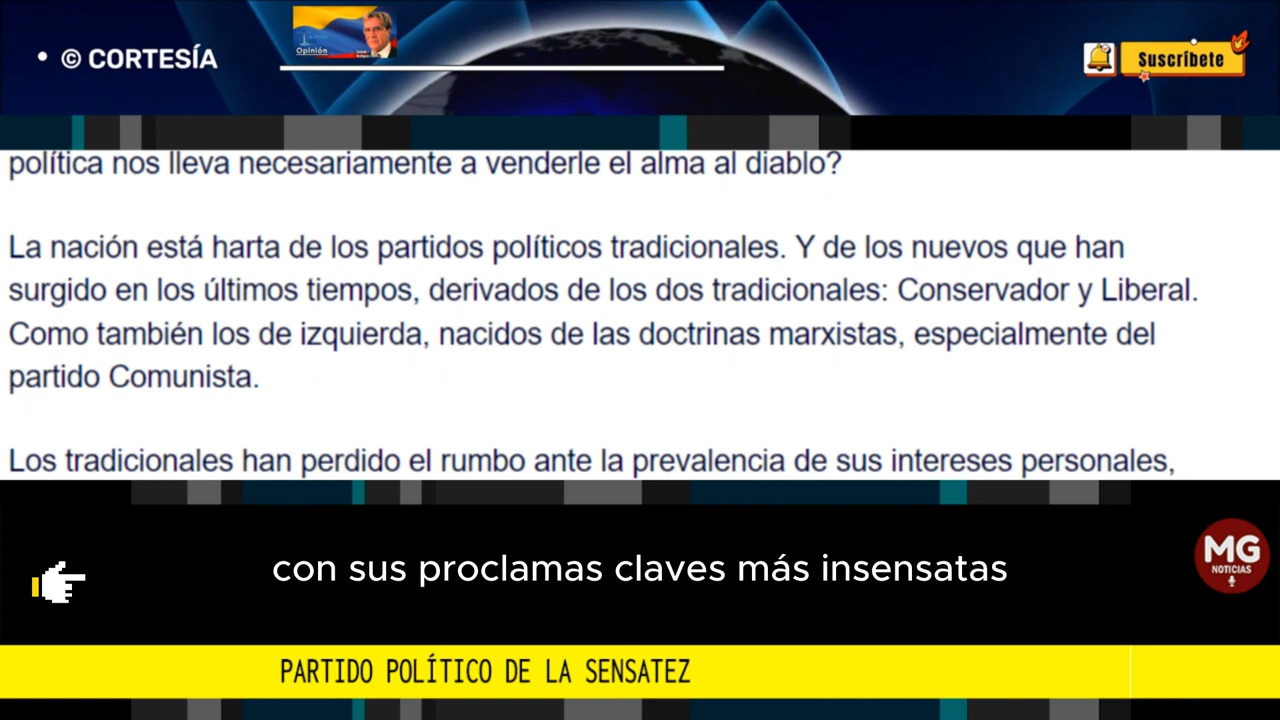 • © CORTESÍA
Opinión
Suscríbete
política nos lleva necesariamente a venderle el alma al diablo?
La nación está harta de los partidos políticos tradicionales. Y de los nuevos que han
surgido en los últimos tiempos, derivados de los dos tradicionales: Conservador y Liberal.
Como también los de izquierda, nacidos de las doctrinas marxistas, especialmente del
partido Comunista.
Los tradicionales han perdido el rumbo ante la prevalencia de sus intereses personales,
con sus proclamas claves más insensatas
MG
NOTICIAS
PARTIDO POLÍTICO DE LA SENSATEZ